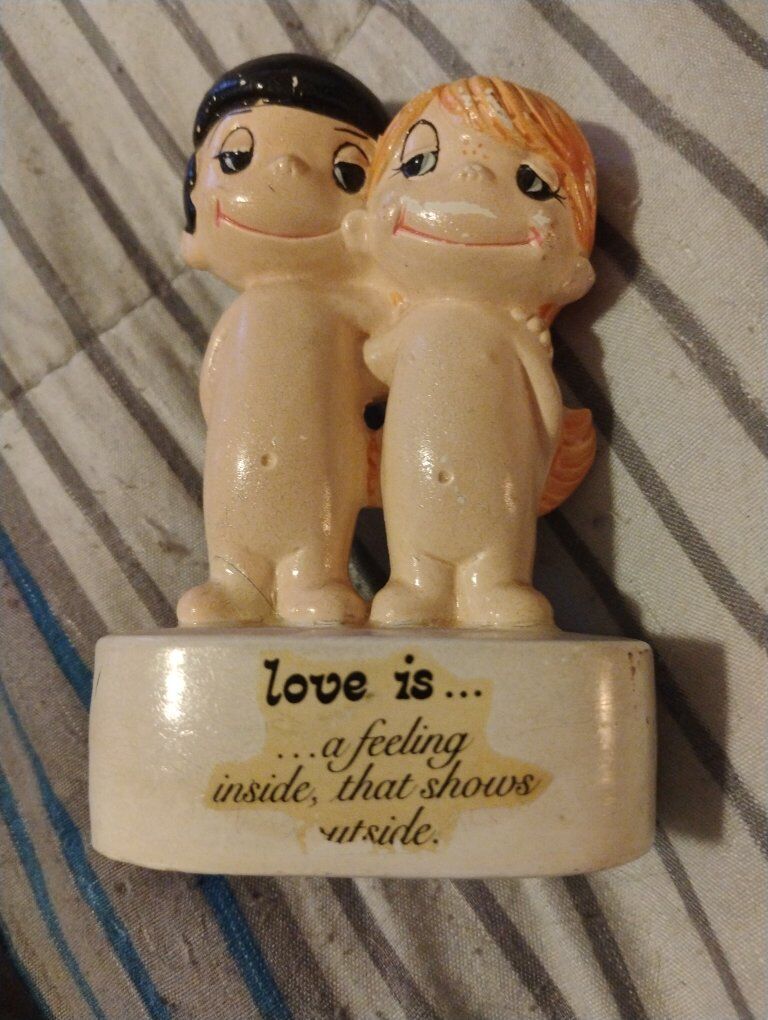 love is...
...a feeling
inside, that shows
utside.